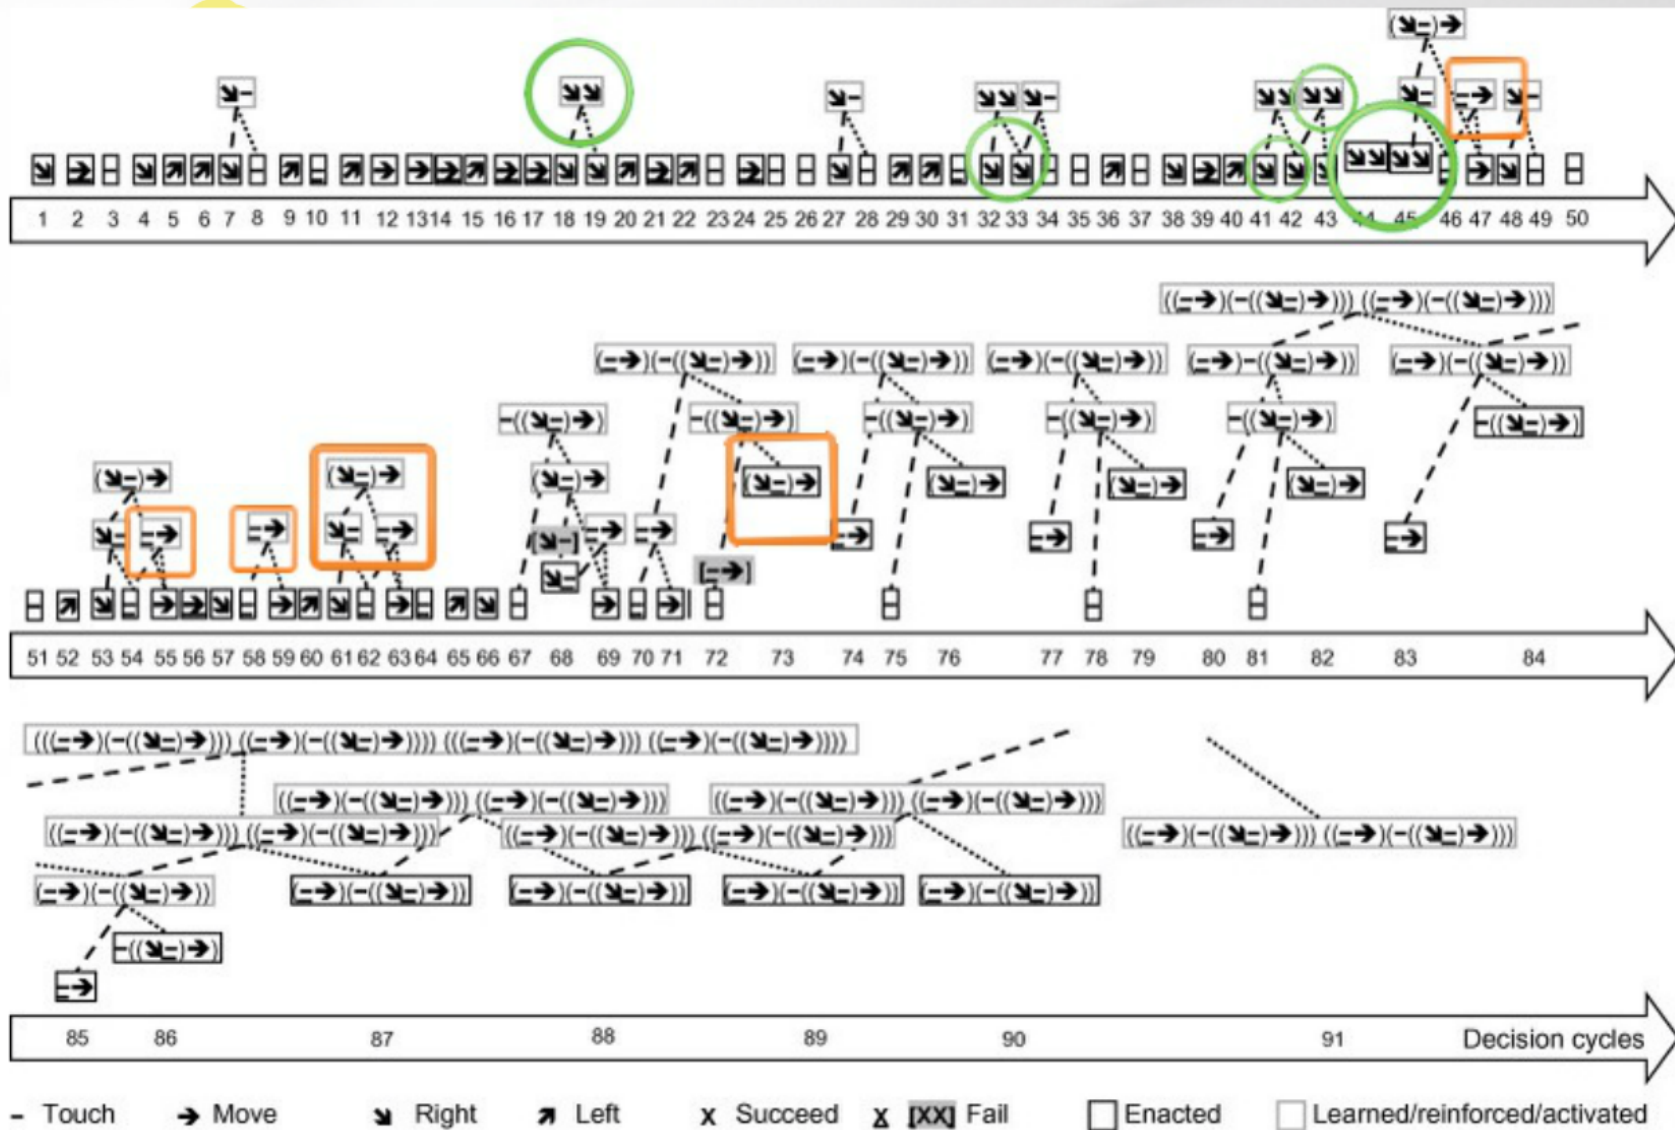 1 2 3 4 5 6 7 8 9 10 11 12 13 14 15 16 17 18 19 20 21 22 23 24 25 26 27 28 29 30 31 32 33 34 35 36 37 38 39 40 41 42 43 44 45 46 47 48 49 50
51 52 53 54 55 56 57 58 59 60 61 62 63 64 65 66 67 68 69 70 71 72 73 74 75 76 77 78 79 80 81 82 83 84
85 86 87 88 89 90 91 Decision cycles
– Touch ➔ Move ➘ Right ➚ Left X Succeed X̲ [XX] Fail Enacted Learned/reinforced/activated